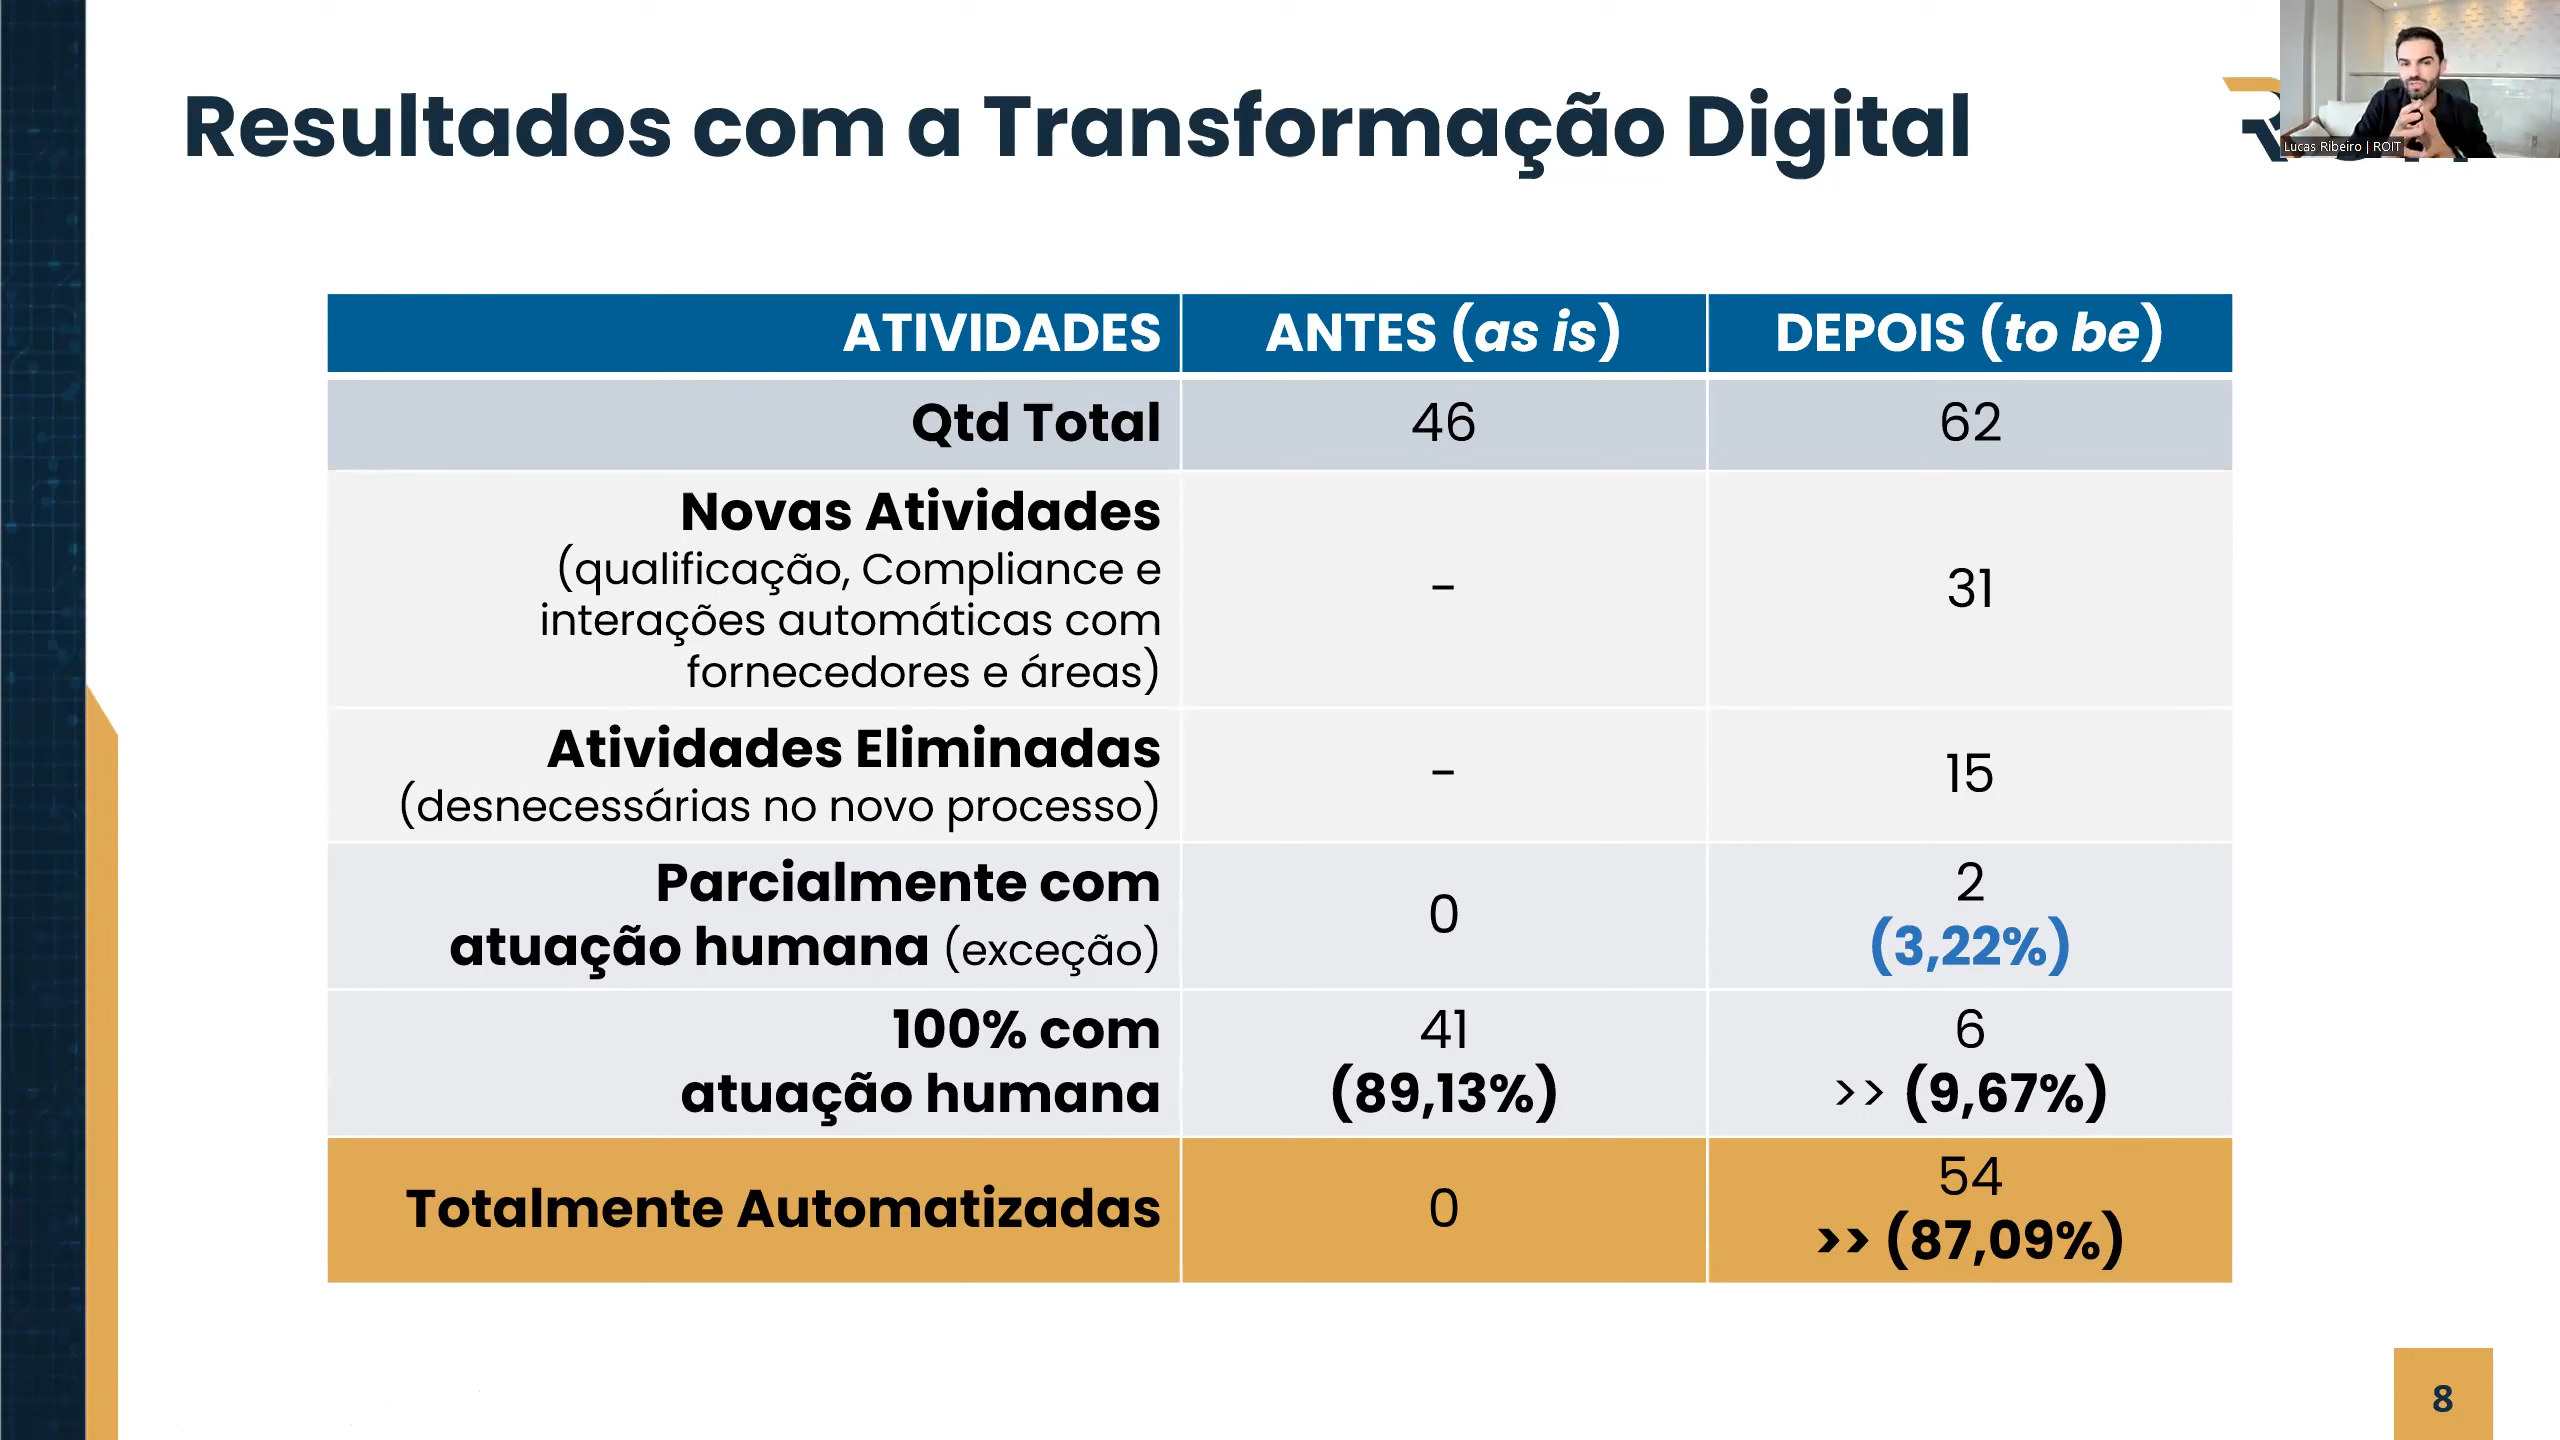 Resultados com a Transformação Digital
Lucas Ribeiro | ROIT
ATIVIDADES ANTES (as is) DEPOIS (to be)
Qtd Total 46 62
Novas Atividades
(qualificação, Compliance e
interações automáticas com
fornecedores e áreas)
- 31
Atividades Eliminadas
(desnecessárias no novo processo)
- 15
Parcialmente com
atuação humana (exceção)
0
2
(3,22%)
100% com
atuação humana
41
(89,13%)
6
>> (9,67%)
Totalmente Automatizadas
0
54
>> (87,09%)
8